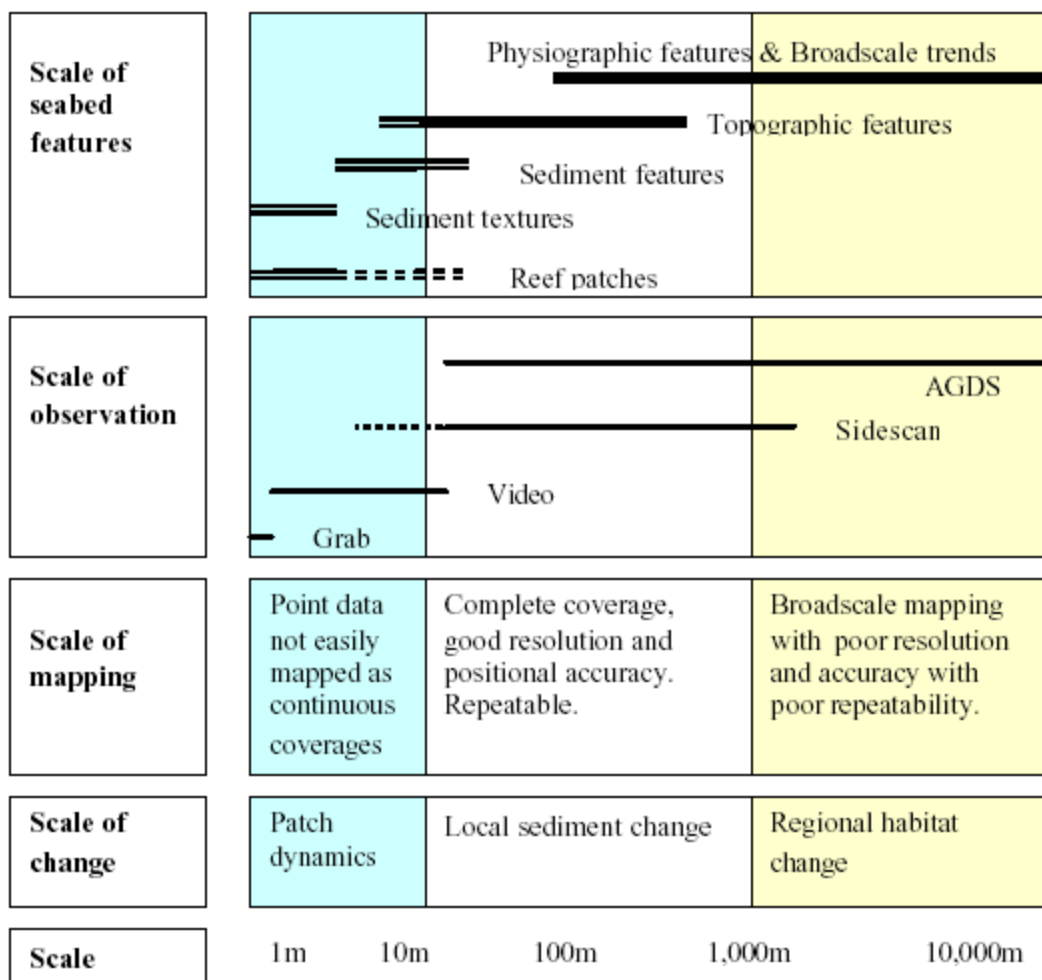 Scale of
seabed
features
Physiographic features & Broadscale trends
Topographic features
Sediment features
Sediment textures
Reef patches
Scale of
observation
AGDS
Sidescan
Video
Grab
Scale of
mapping
Point data
not easily
mapped as
continuous
coverages
Complete coverage,
good resolution and
positional accuracy.
Repeatable.
Broadscale mapping
with poor resolution
and accuracy with
poor repeatability.
Scale of
change
Patch
dynamics
Local sediment change
Regional habitat
change
Scale
1m 10m 100m 1,000m 10,000m